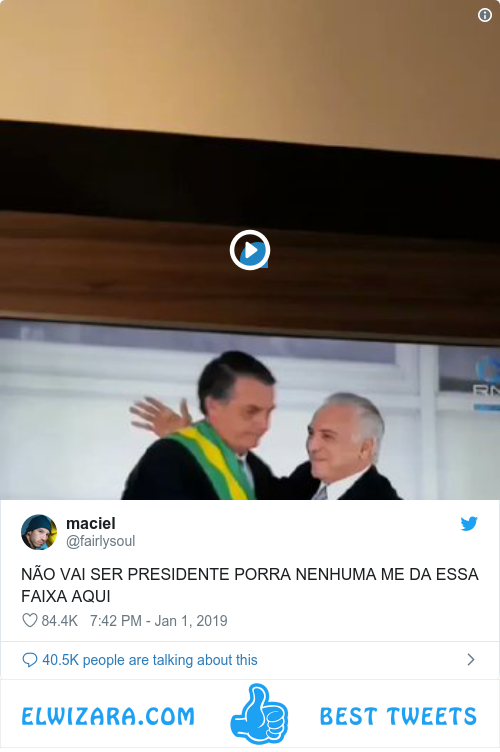 maciel
@fairlysoul
NÃO VAI SER PRESIDENTE PORRA NENHUMA ME DA ESSA
FAIXA AQUI
84.4K 7:42 PM - Jan 1, 2019
40.5K people are talking about this
ELWIZARA.COM BEST TWEETS